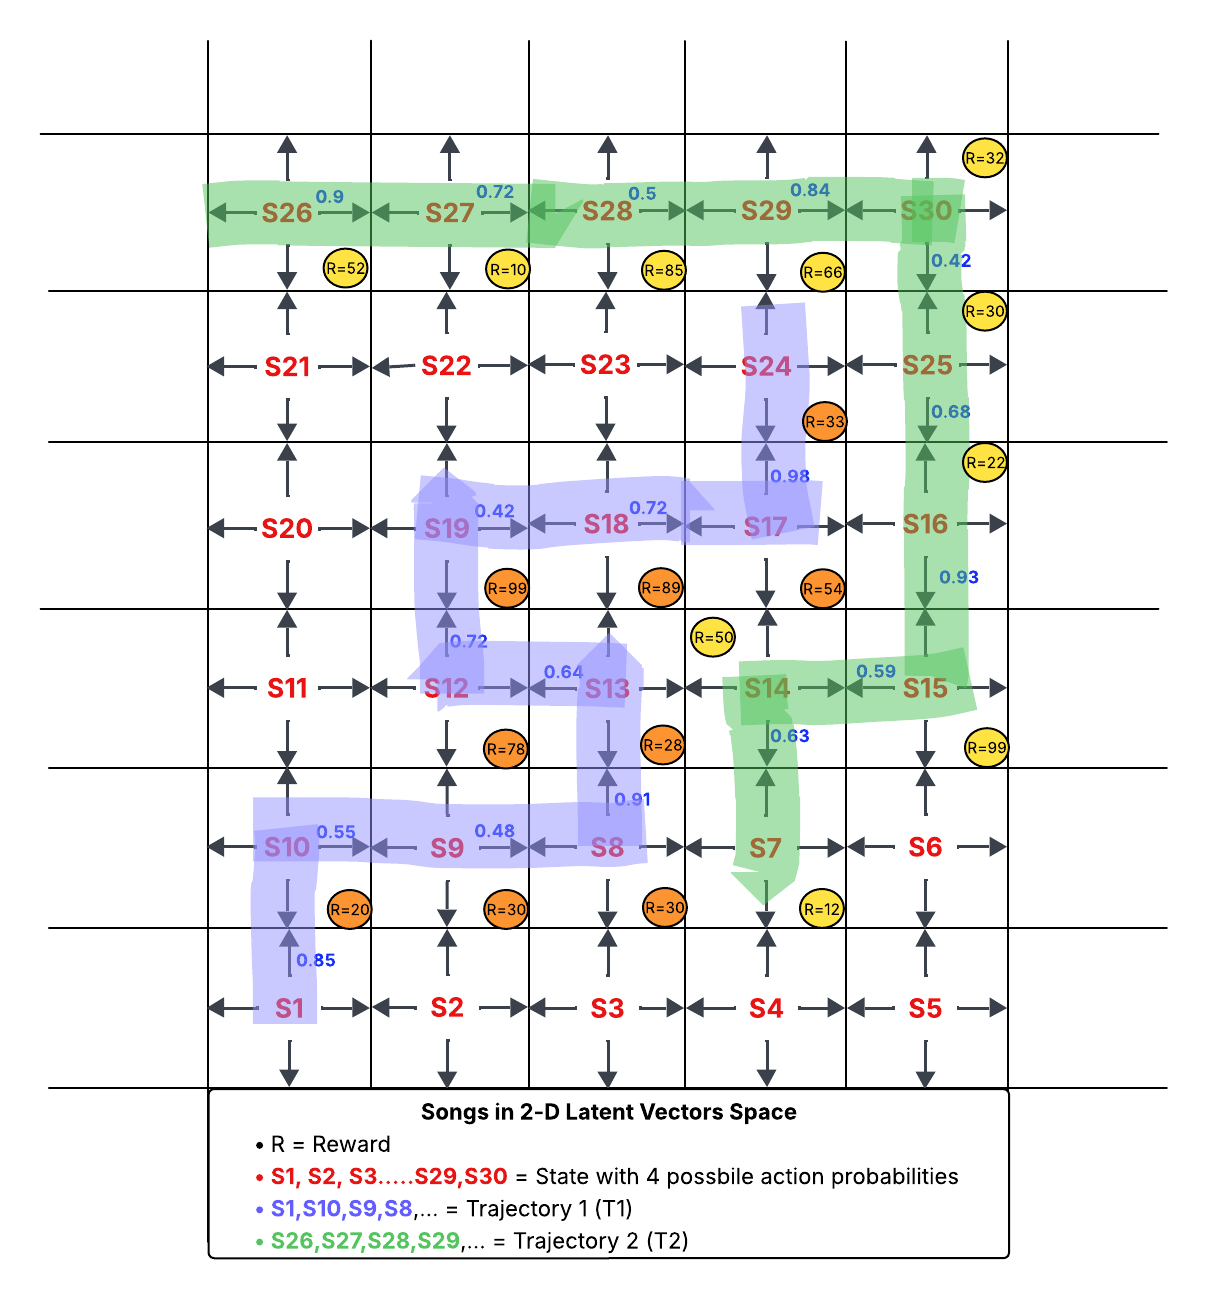 R=32
0.9
0.72
0.5
0.84
S26
S27
S28
S29
S30
0.42
R=52
R=10
R=85
R=66
R=30
S21
S22
S23
S24
S25
0.68
R=33
R=22
0.98
0.42
0.72
S20
S19
S18
S17
S16
0.93
R=99
R=89
R=54
R=50
0.72
0.64
0.59
S11
S12
S13
S14
S15
0.63
R=78
R=28
R=99
0.91
0.55
0.48
S10
S9
S8
S7
S6
R=20
R=30
R=30
R=12
0.85
S1
S2
S3
S4
S5
Songs in 2-D Latent Vectors Space
• R = Reward
• S1, S2, S3.....S29,S30 = State with 4 possbile action probabilities
• S1,S10,S9,S8,... = Trajectory 1 (T1)
• S26,S27,S28,S29,... = Trajectory 2 (T2)